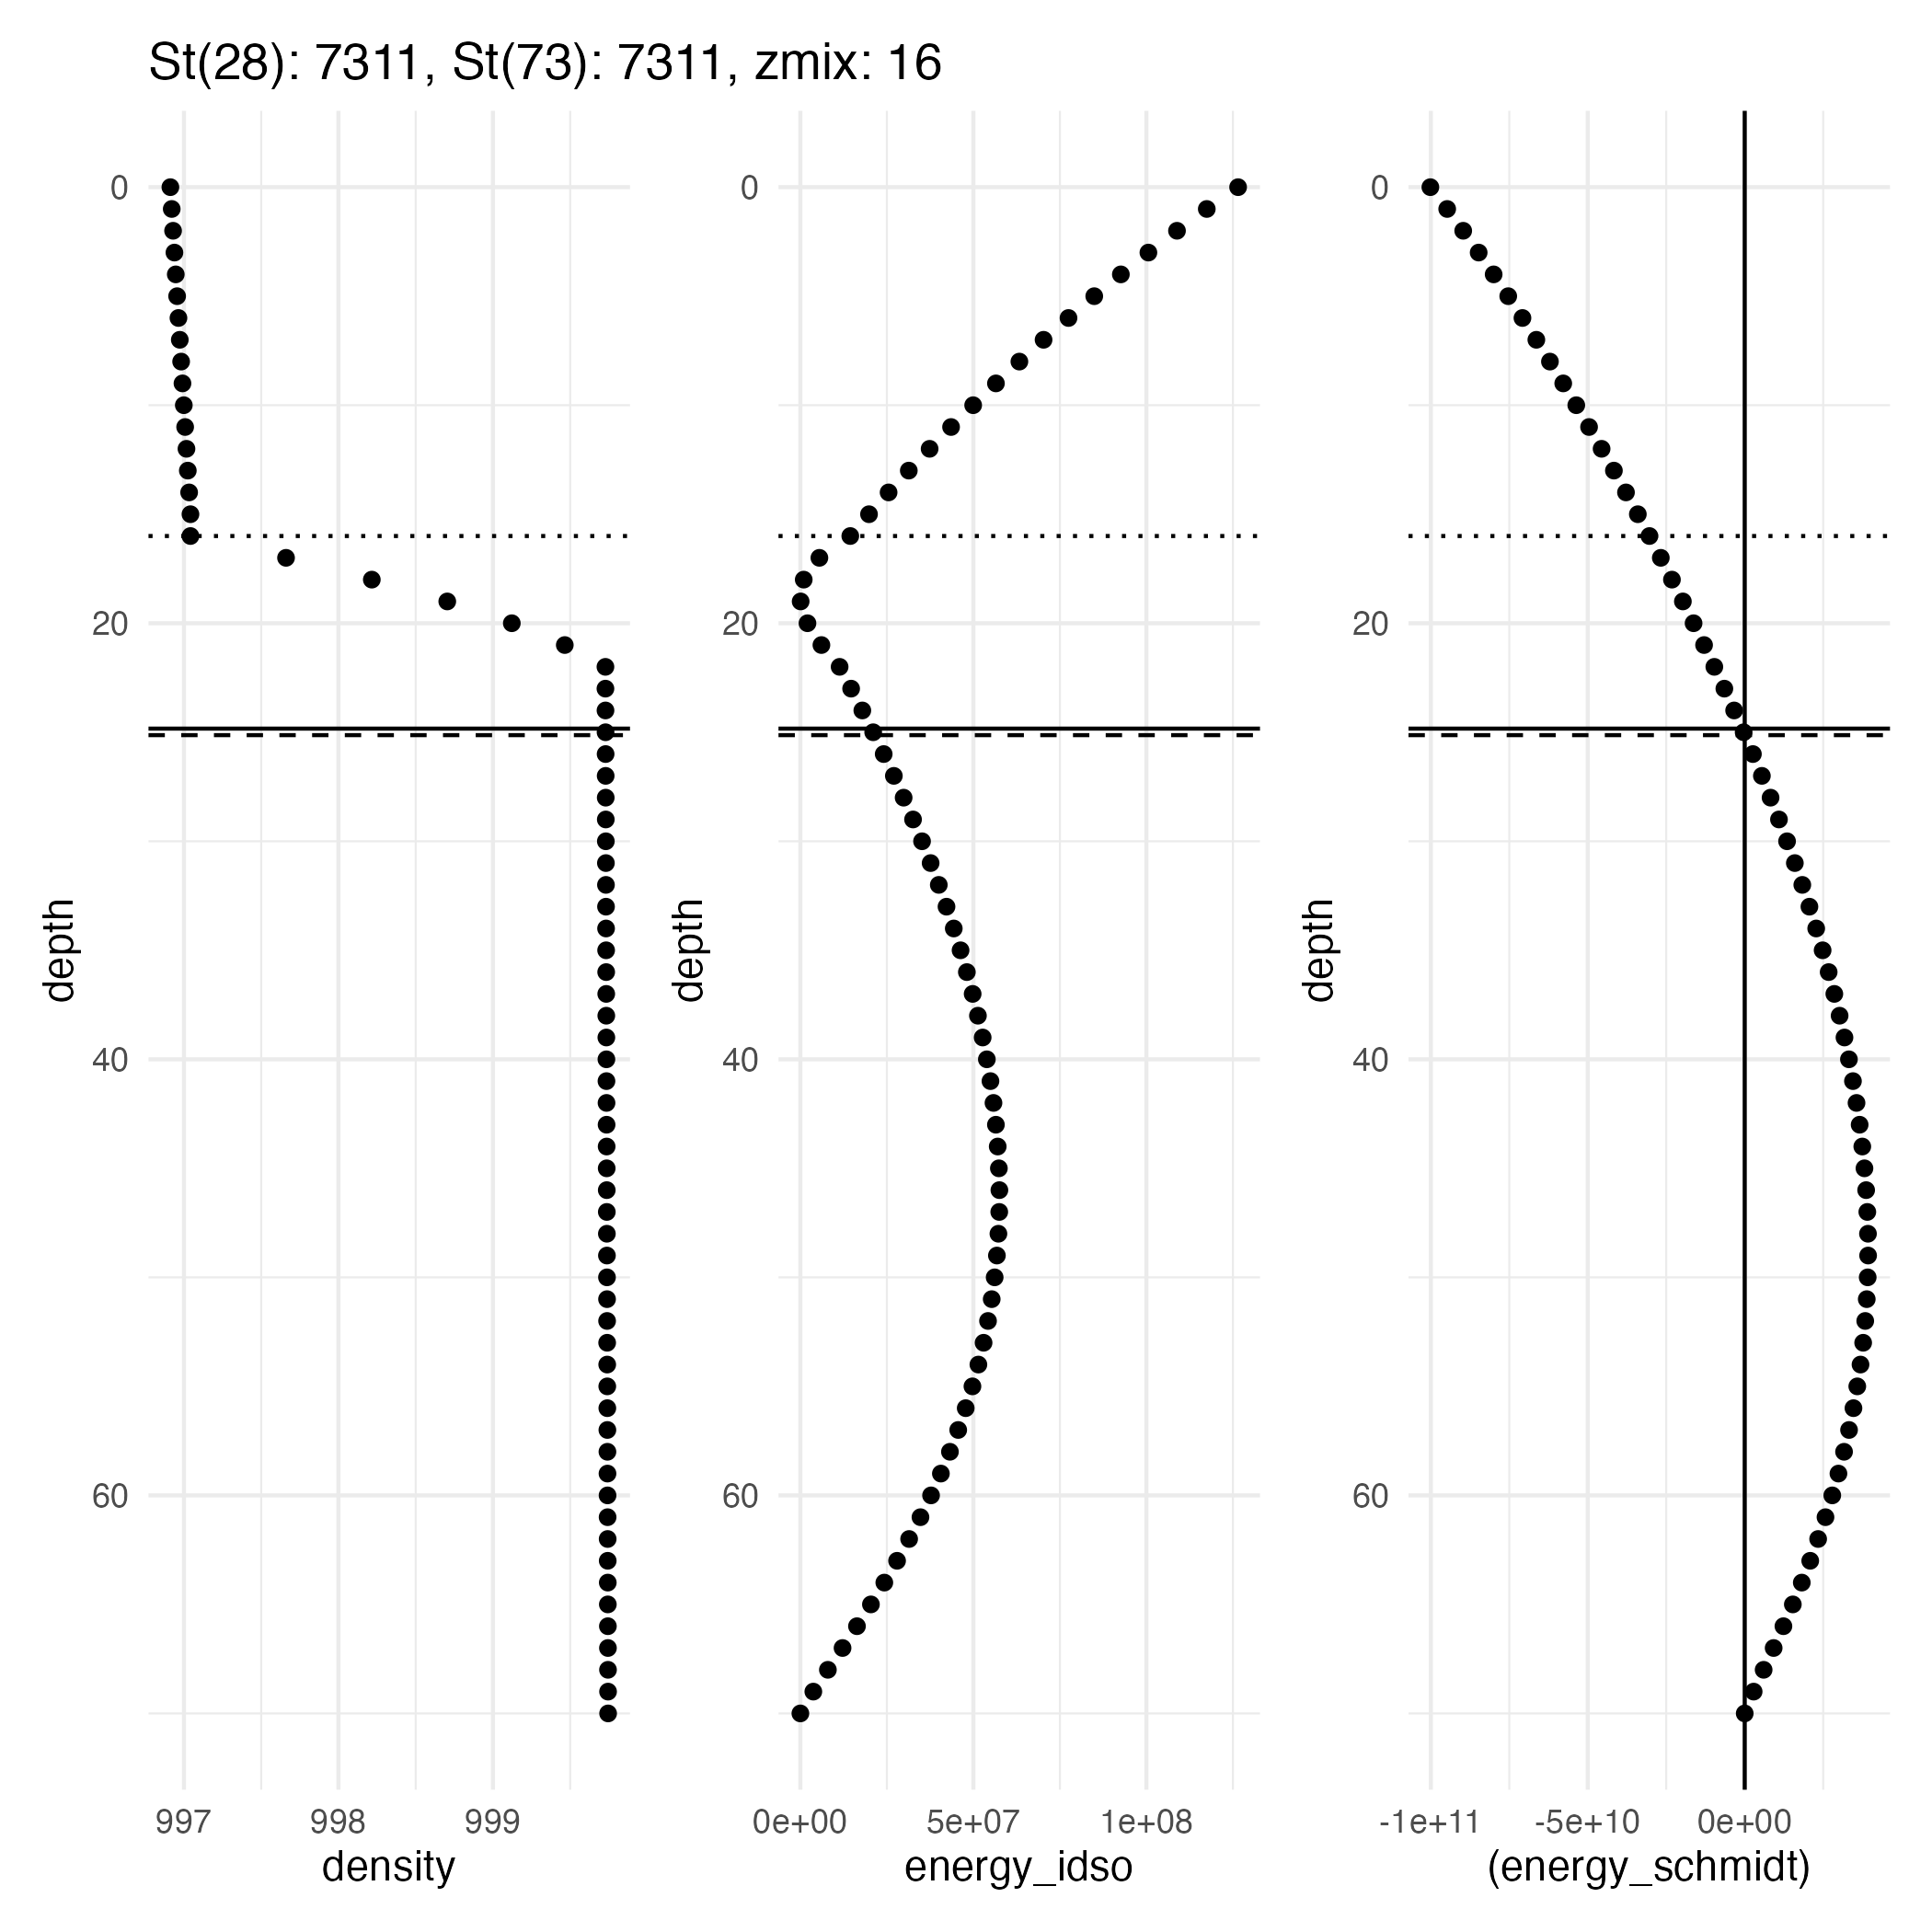 St(28): 7311, St(73): 7311, zmix: 16
0
20
40
60
depth
997 998 999
density
0
20
40
60
depth
0e+00 5e+07 1e+08
energy_idso
0
20
40
60
depth
-1e+11 -5e+10 0e+00
(energy_schmidt)